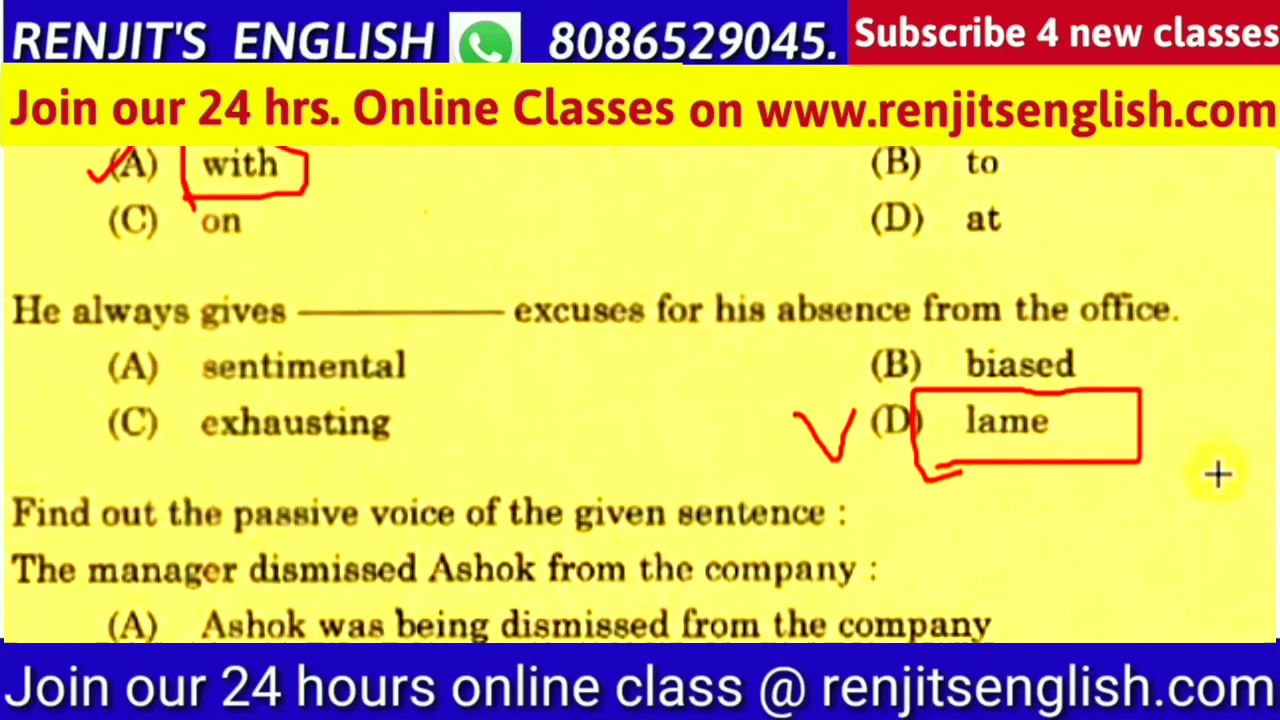 RENJIT'S ENGLISH 8086529045. Subscribe 4 new classes
Join our 24 hrs. Online Classes on www.renjitsenglish.com
(A) with (B) to
(C) on (D) at
He always gives ———— excuses for his absence from the office.
(A) sentimental (B) biased
(C) exhausting (D) lame
Find out the passive voice of the given sentence :
The manager dismissed Ashok from the company :
(A) Ashok was being dismissed from the company
Join our 24 hours online class @ renjitsenglish.com